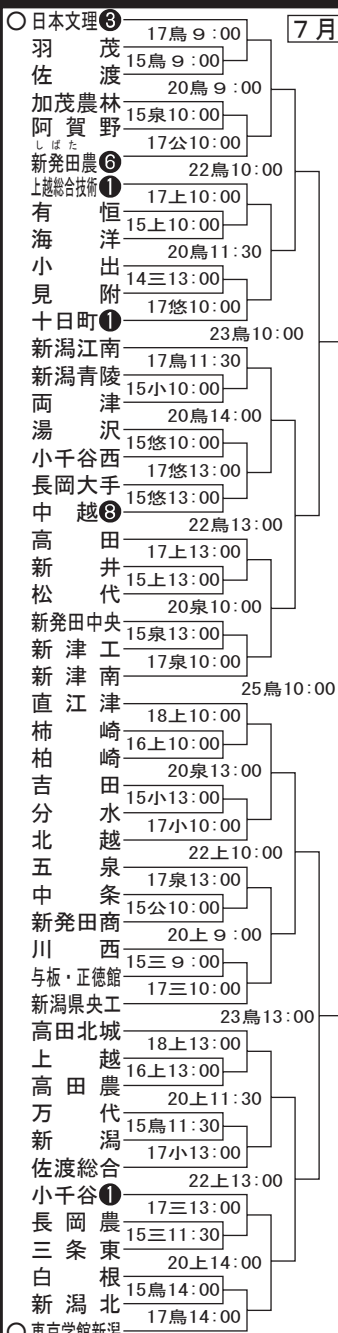 ○日本文理❸
17鳥9:00
7月
羽茂
15鳥9:00
佐渡
20鳥9:00
加茂農林
15泉10:00
阿賀野
17公10:00
しばた
新発田農❻
22鳥10:00
上越総合技術❶
17上10:00
有恒
15上10:00
海洋
20鳥11:30
小出
14三13:00
見附
17悠10:00
十日町❶
23鳥10:00
新潟江南
17鳥11:30
新潟青陵
15小10:00
両津
20鳥14:00
湯沢
15悠10:00
小千谷西
17悠13:00
長岡大手
15悠13:00
中越❽
22鳥13:00
高田
17上13:00
新井
15上13:00
松代
20泉10:00
新発田中央
15泉13:00
新津工
17泉10:00
新津南
25鳥10:00
直江津
18上10:00
柿崎
16上10:00
柏崎
20泉13:00
吉田
15小13:00
分水
17小10:00
北越
22上10:00
五泉
17泉13:00
中条
15公10:00
新発田商
20上9:00
川西
15三9:00
与板・正徳館
17三10:00
新潟県央工
23鳥13:00
高田北城
18上13:00
上越
16上13:00
高田農
20上11:30
万代
15鳥11:30
新潟
17小13:00
佐渡総合
22上13:00
小千谷❶
17三13:00
長岡農
15三11:30
三条東
20上14:00
白根
15鳥14:00
新潟北
17鳥14:00
○東京学館新潟